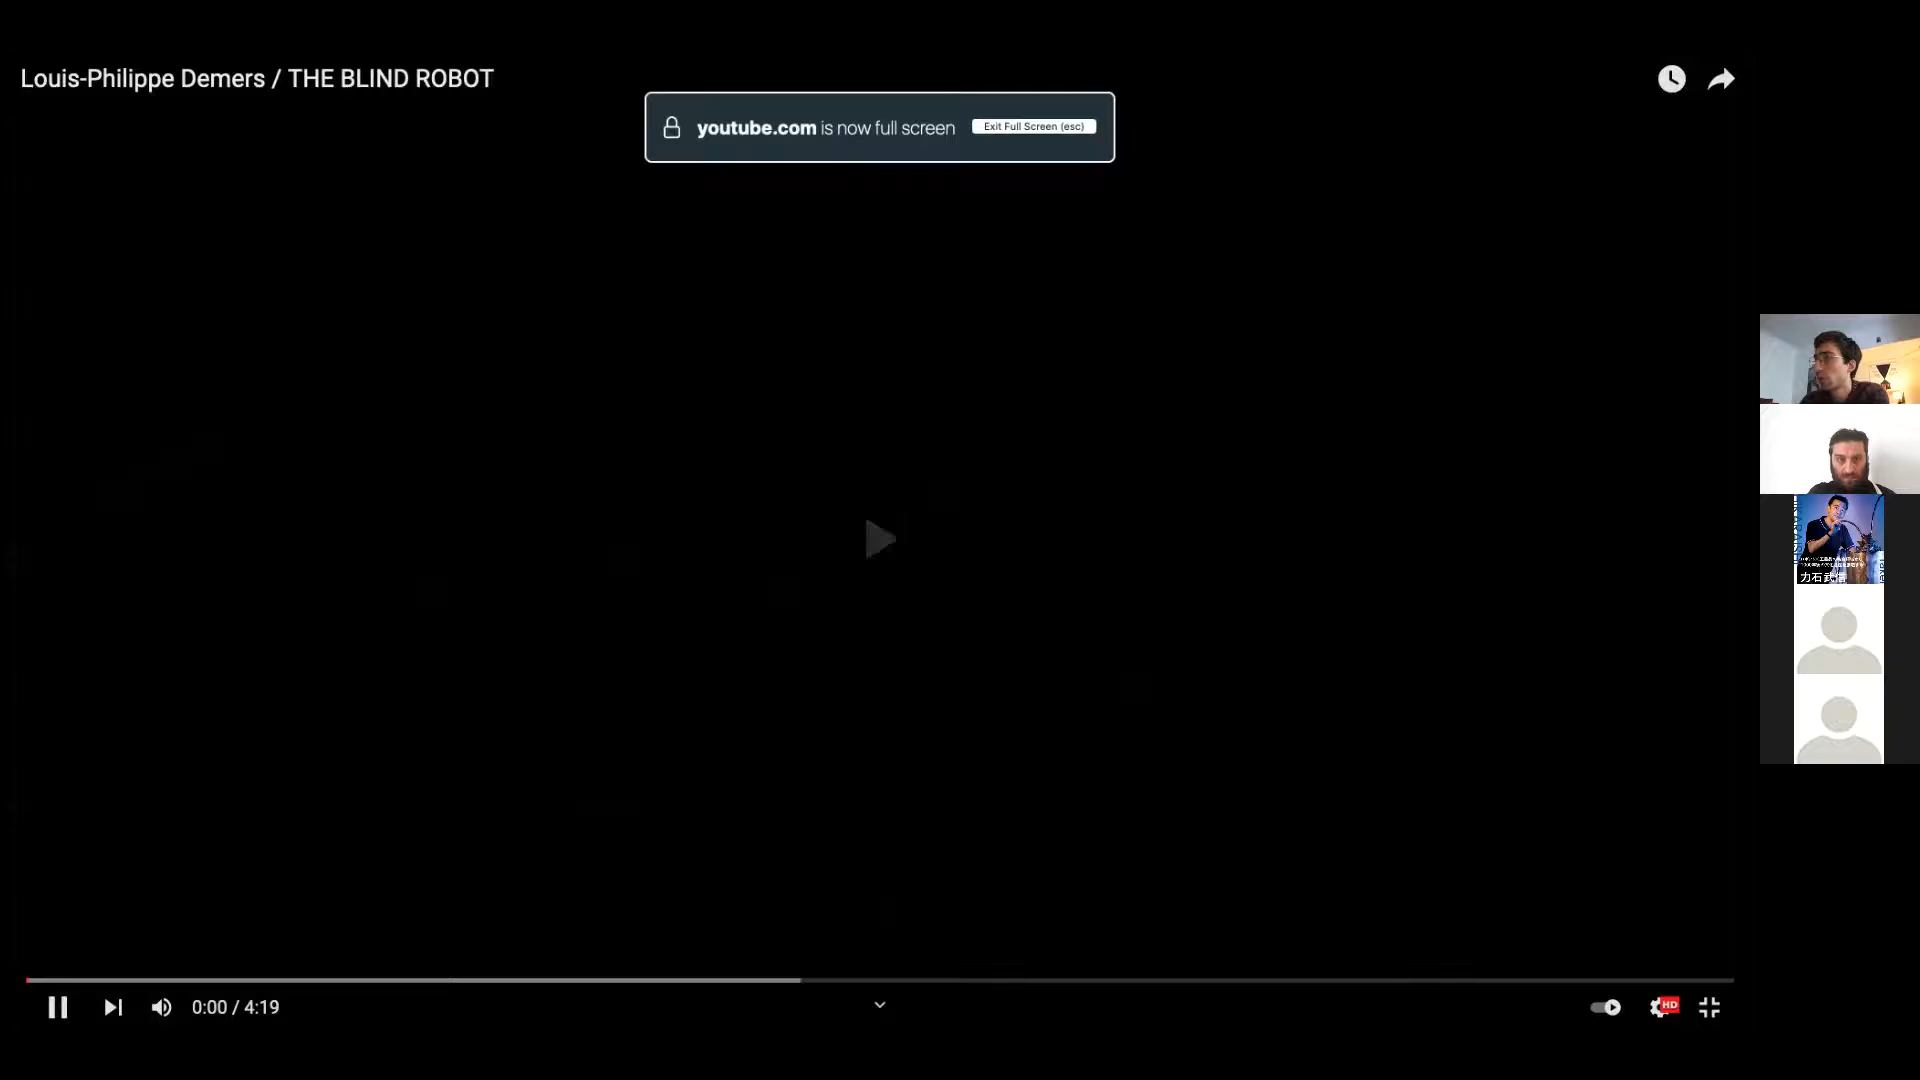 Louis-Philippe Demers / THE BLIND ROBOT
youtube.com is now full screen
Exit Full Screen (esc)
力石武信
0:00 / 4:19
HD